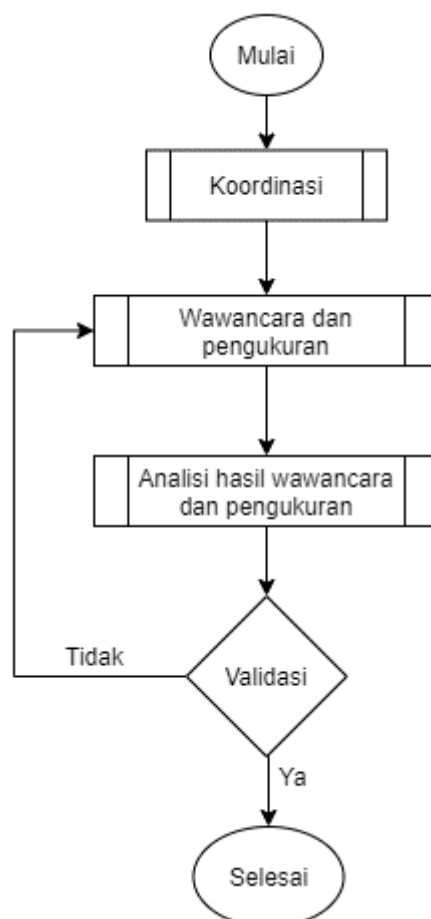 Mulai
Koordinasi
Wawancara dan
pengukuran
Analisi hasil wawancara
dan pengukuran
Tidak
Validasi
Ya
Selesai